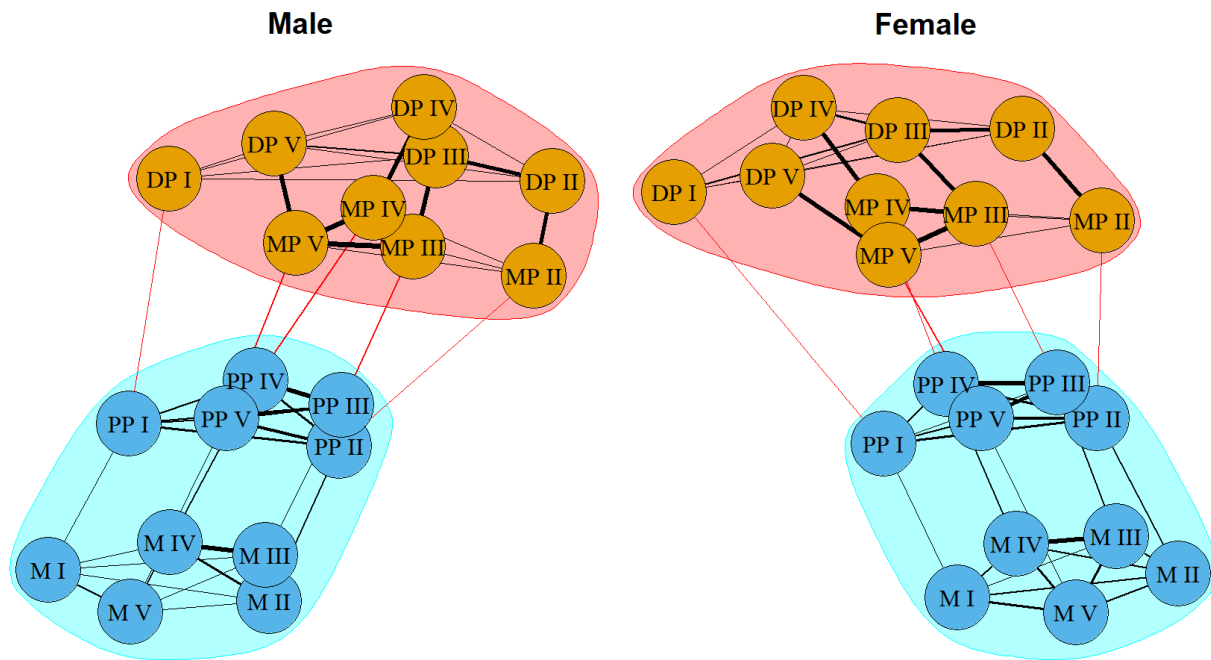 Male
DP IV
DP V
DP III
DP I
DP II
MP IV
MP V
MP III
MP II
PP IV
PP III
PP I
PP V
PP II
M IV
M III
M I
M V
M II
Female
DP IV
DP III
DP II
DP V
DP I
MP IV
MP III
MP II
MP V
PP IV
PP III
PP V
PP II
PP I
M IV
M III
M II
M I
M V